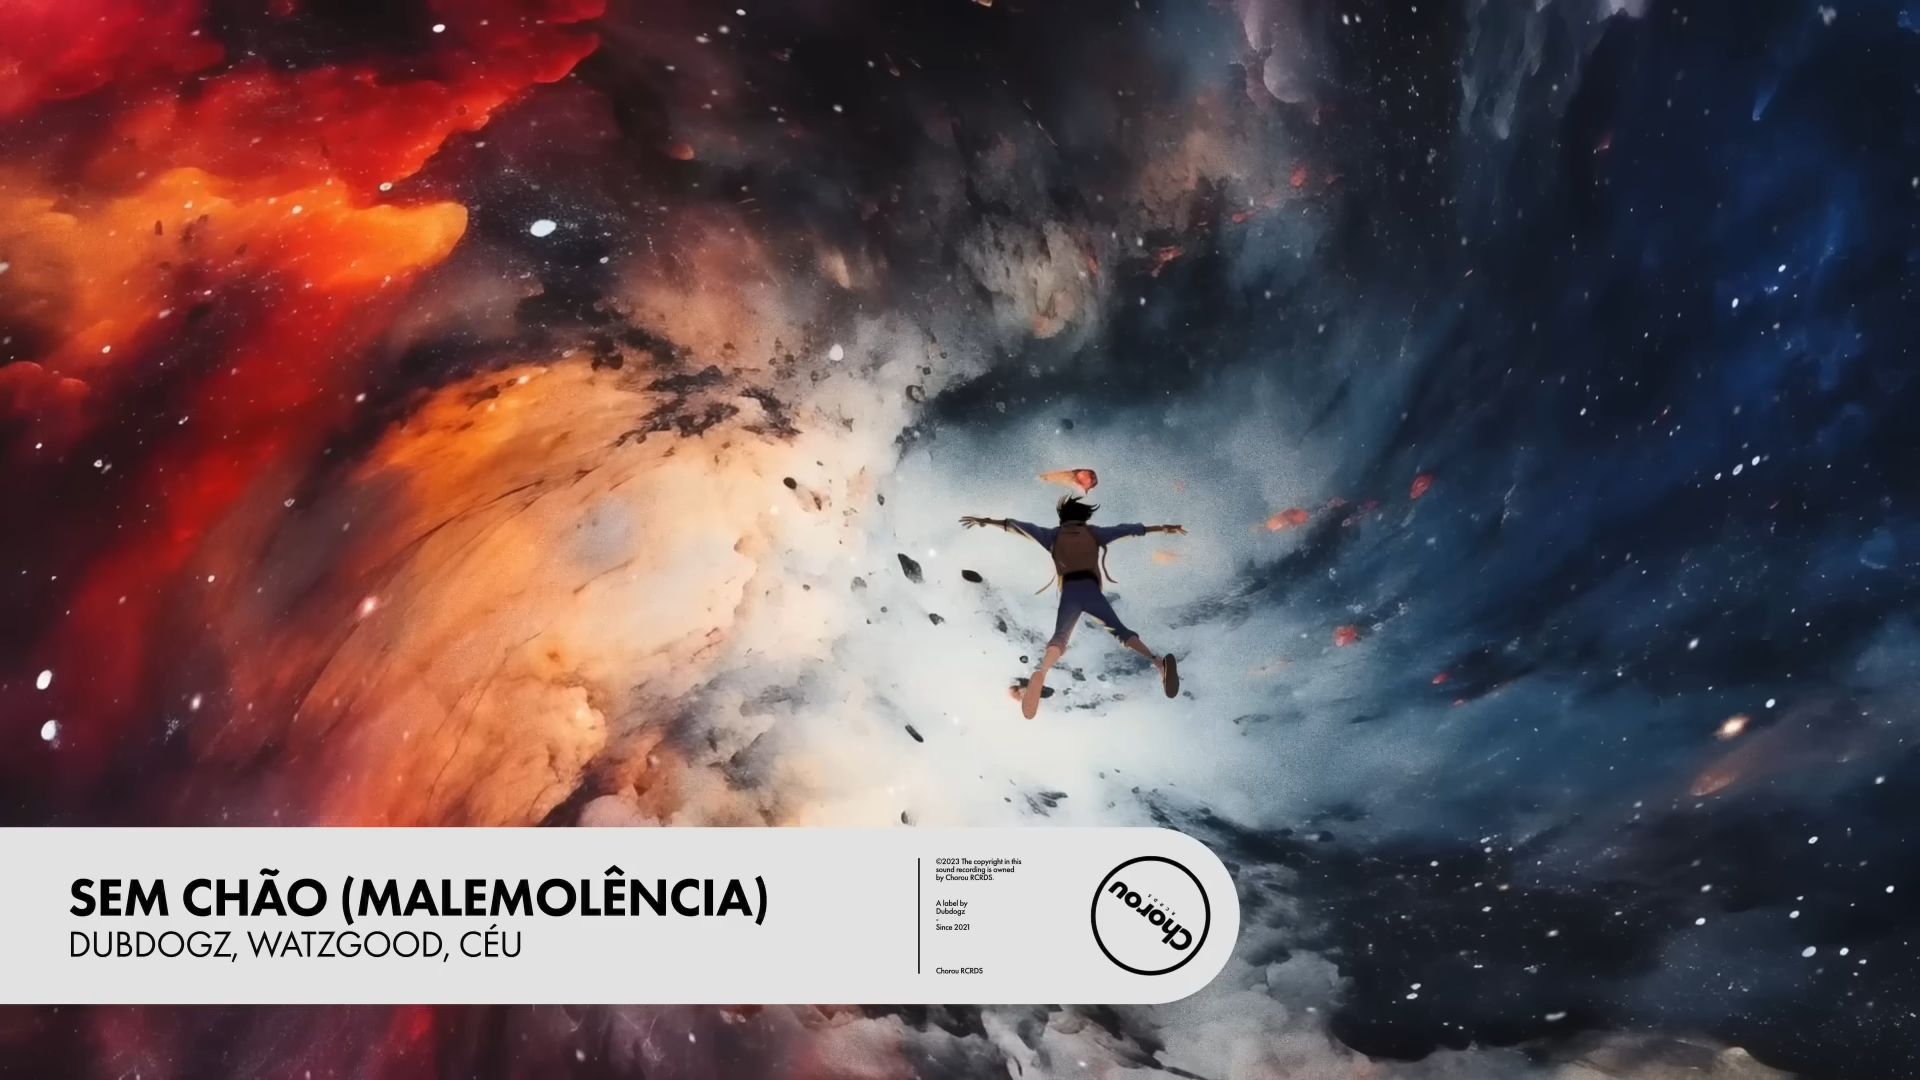 SEM CHÃO (MALEMOLÊNCIA)
DUBDOGZ, WATZGOOD, CÉU
©2023 The copyright in this
sound recording is owned
by Chorou RCRDS.
A label by
Dubdogz
-
Since 2021
Chorou RCRDS
Chorou
RCRDS